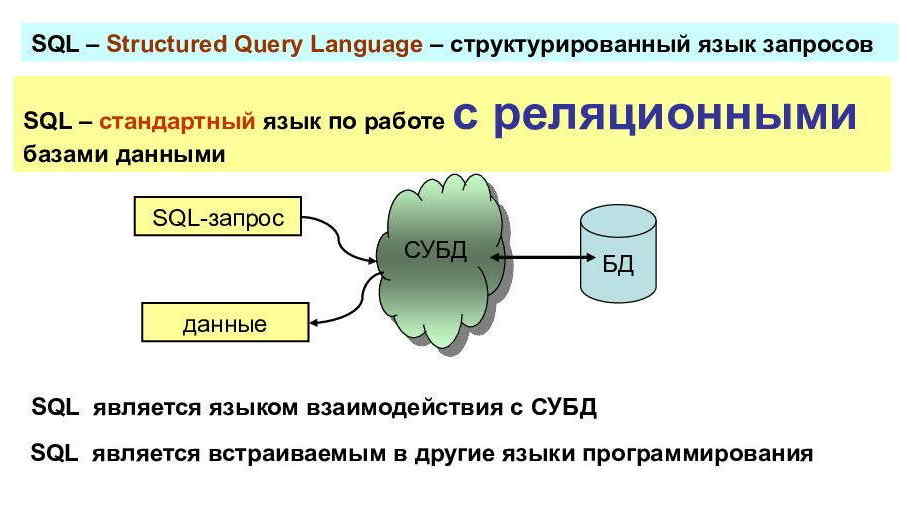 SQL – Structured Query Language – структурированный язык запросов
SQL – стандартный язык по работе с реляционными
базами данными
SQL-запрос
СУБД
БД
данные
SQL является языком взаимодействия с СУБД
SQL является встраиваемым в другие языки программирования